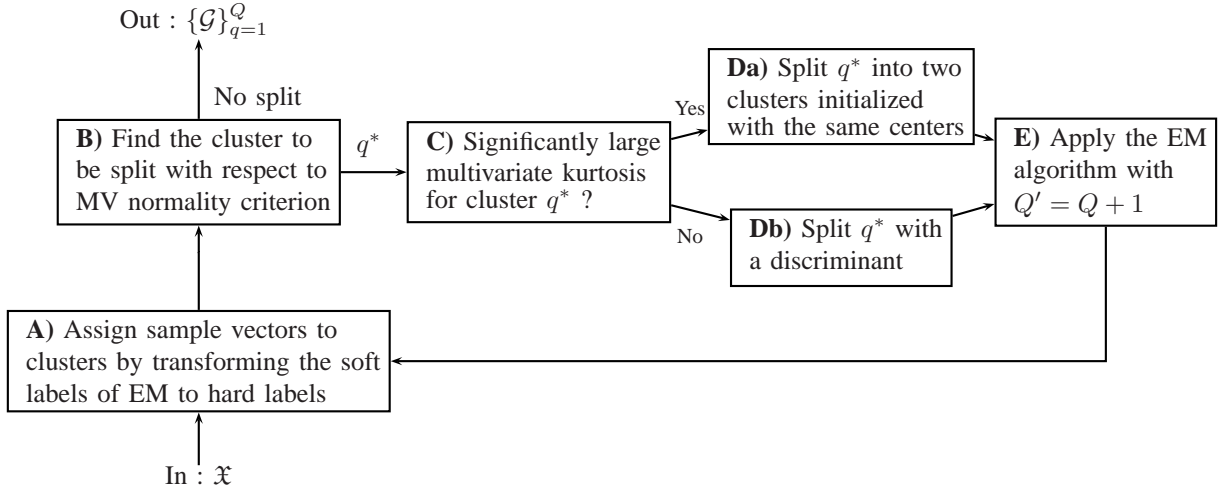 Out : {𝒢}_{q=1}^{Q}
No split
B) Find the cluster to
be split with respect to
MV normality criterion
q*
C) Significantly large
multivariate kurtosis
for cluster q* ?
Yes
No
Da) Split q* into two
clusters initialized
with the same centers
Db) Split q* with
a discriminant
E) Apply the EM
algorithm with
Q′ = Q + 1
A) Assign sample vectors to
clusters by transforming the soft
labels of EM to hard labels
In : 𝔛